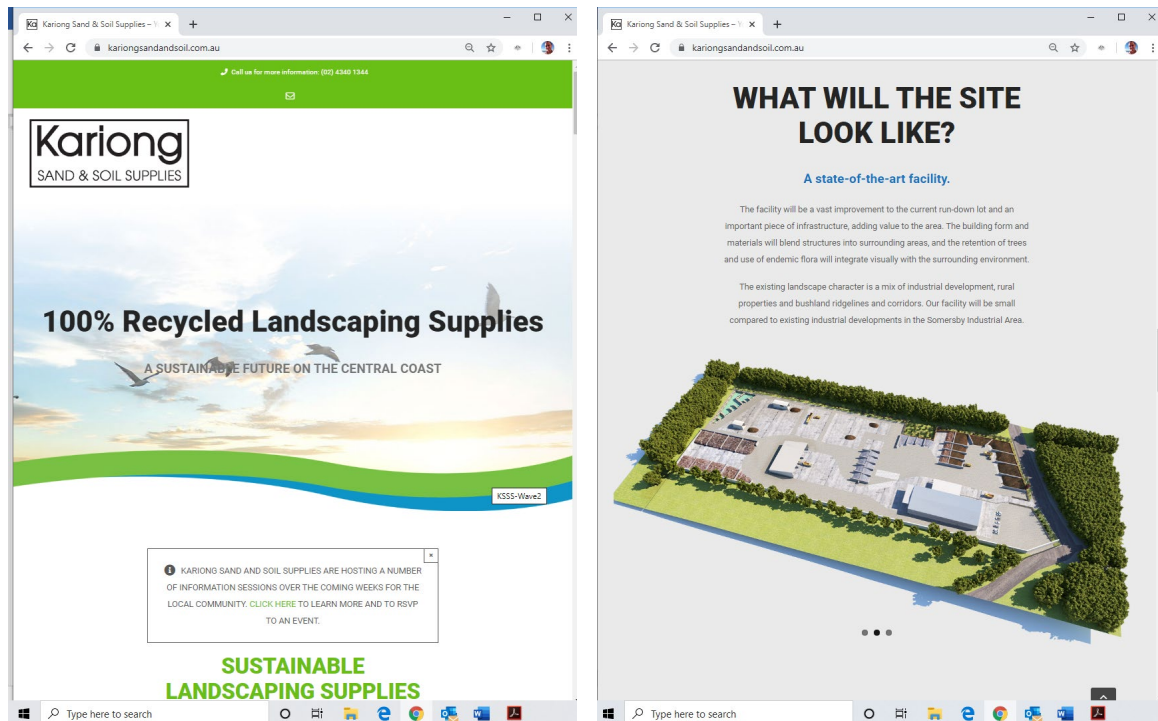 Kariong Sand & Soil Supplies – Y
kariongsandandsoil.com.au
Call us for more information: (02) 4340 1344
Kariong
SAND & SOIL SUPPLIES
100% Recycled Landscaping Supplies
A SUSTAINABLE FUTURE ON THE CENTRAL COAST
KSSS-Wave2
KARIONG SAND AND SOIL SUPPLIES ARE HOSTING A NUMBER
OF INFORMATION SESSIONS OVER THE COMING WEEKS FOR THE
LOCAL COMMUNITY. CLICK HERE TO LEARN MORE AND TO RSVP
TO AN EVENT.
SUSTAINABLE
LANDSCAPING SUPPLIES
Type here to search
Kariong Sand & Soil Supplies – Y
kariongsandandsoil.com.au
WHAT WILL THE SITE
LOOK LIKE?
A state-of-the-art facility.
The facility will be a vast improvement to the current run-down lot and an
important piece of infrastructure, adding value to the area. The building form and
materials will blend structures into surrounding areas, and the retention of trees
and use of endemic flora will integrate visually with the surrounding environment.
The existing landscape character is a mix of industrial development, rural
properties and bushland ridgelines and corridors. Our facility will be small
compared to existing industrial developments in the Somersby Industrial Area.
Type here to search